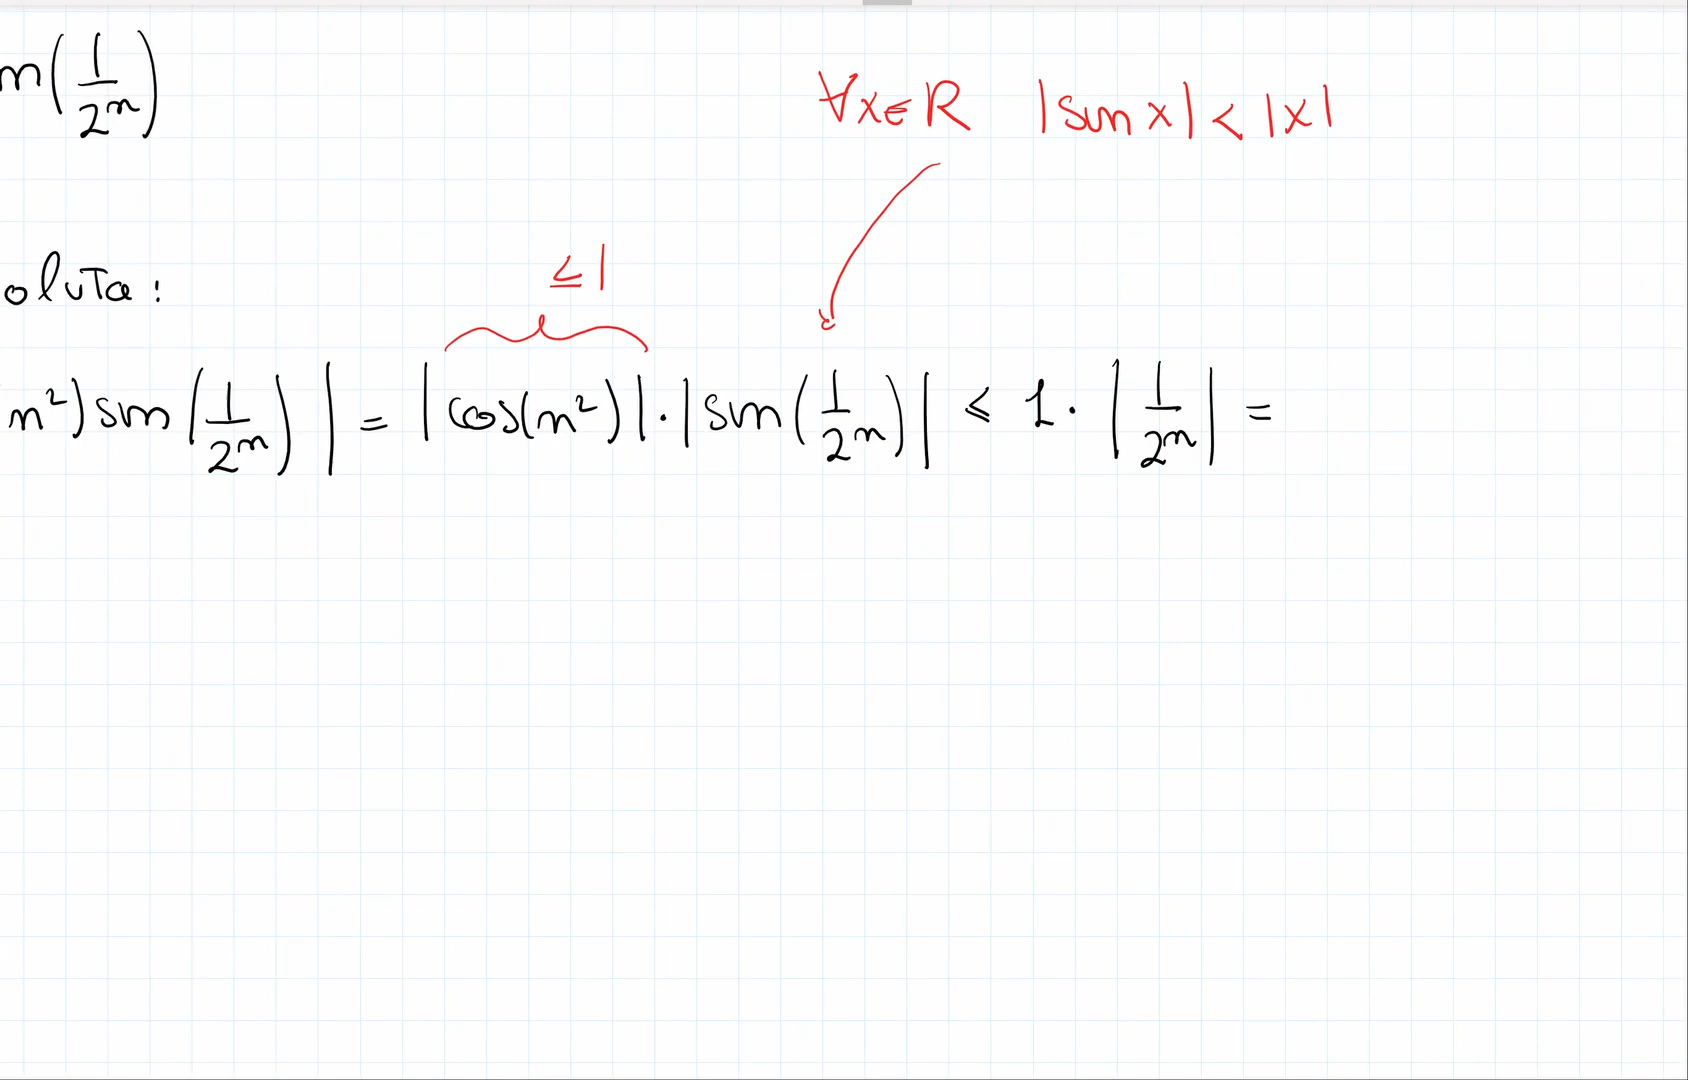 m(1/2^n)
∀x∈R |sin x| < |x|
≤ 1
oluta:
n²) sin(1/2^n)| = |cos(n²)|·|sin(1/2^n)| ≤ 1·|1/2^n| =